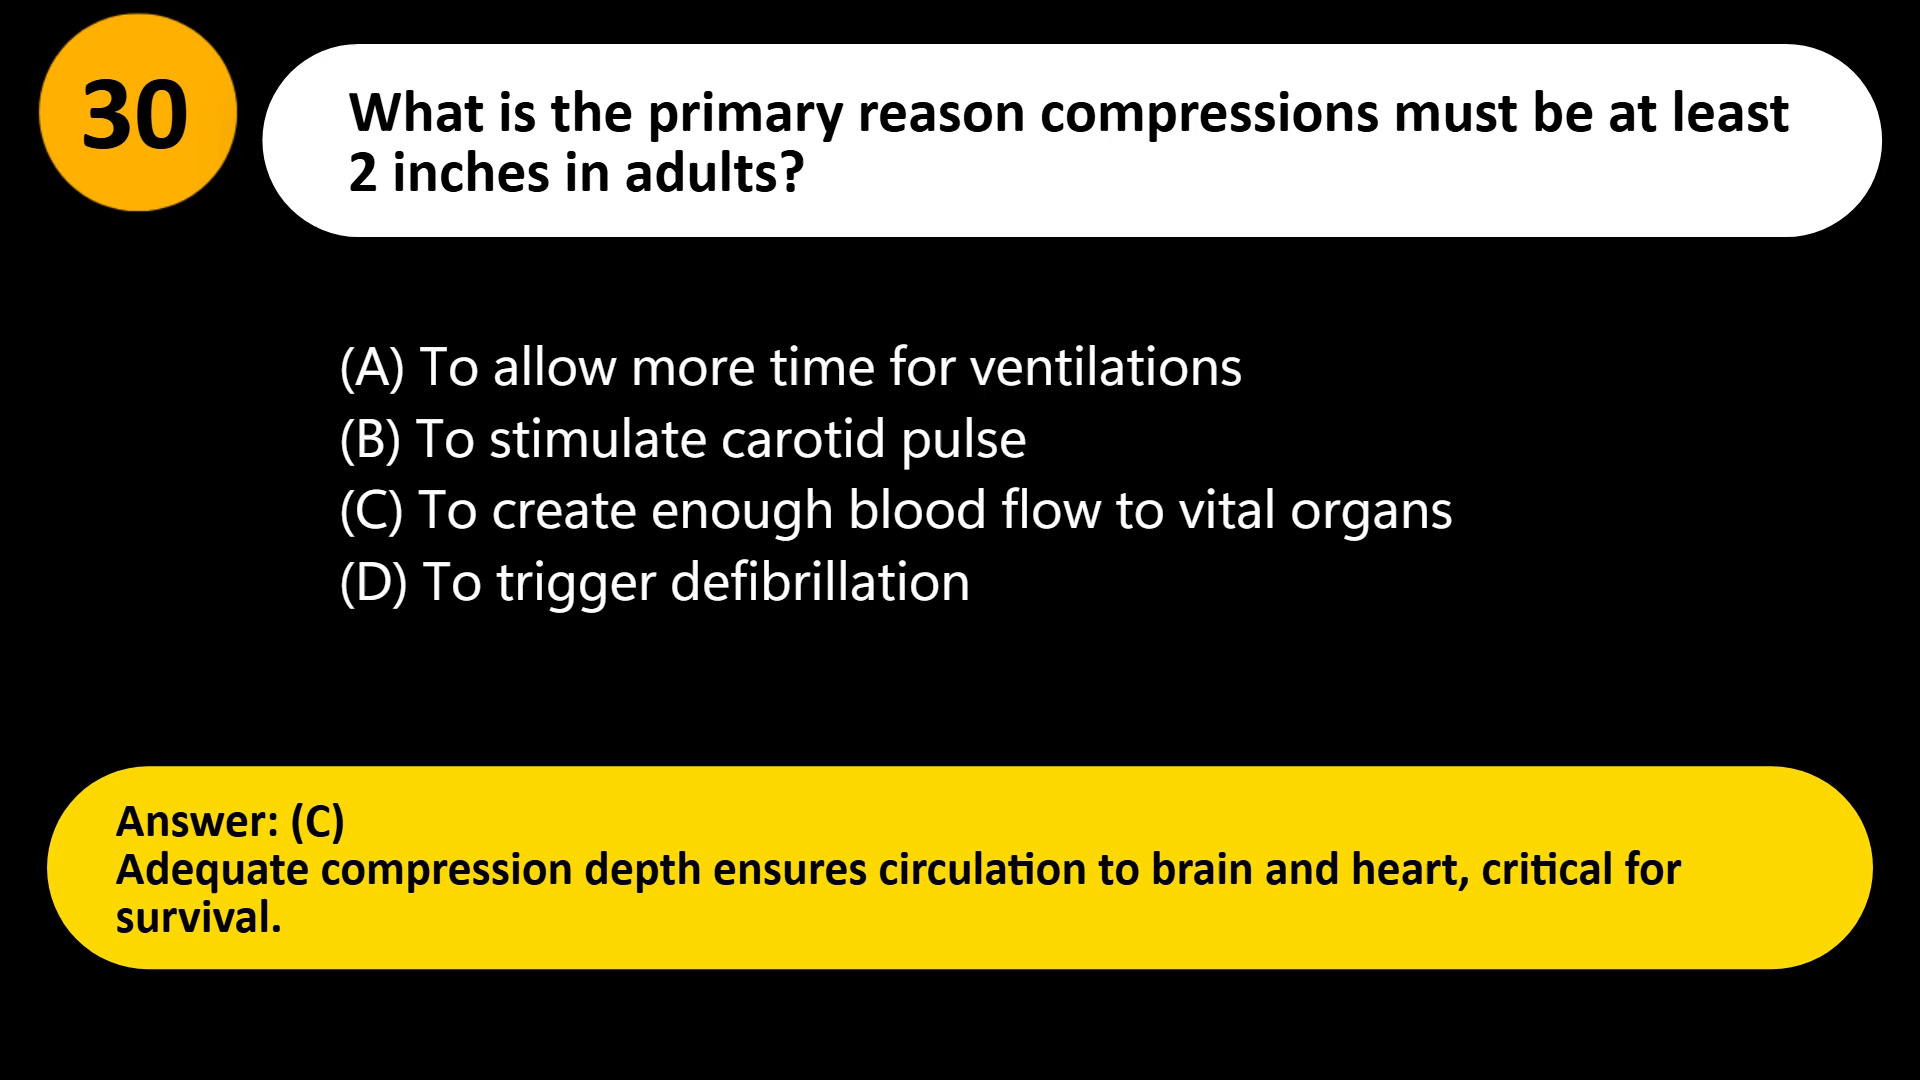 30
What is the primary reason compressions must be at least
2 inches in adults?
(A) To allow more time for ventilations
(B) To stimulate carotid pulse
(C) To create enough blood flow to vital organs
(D) To trigger defibrillation
Answer: (C)
Adequate compression depth ensures circulation to brain and heart, critical for
survival.